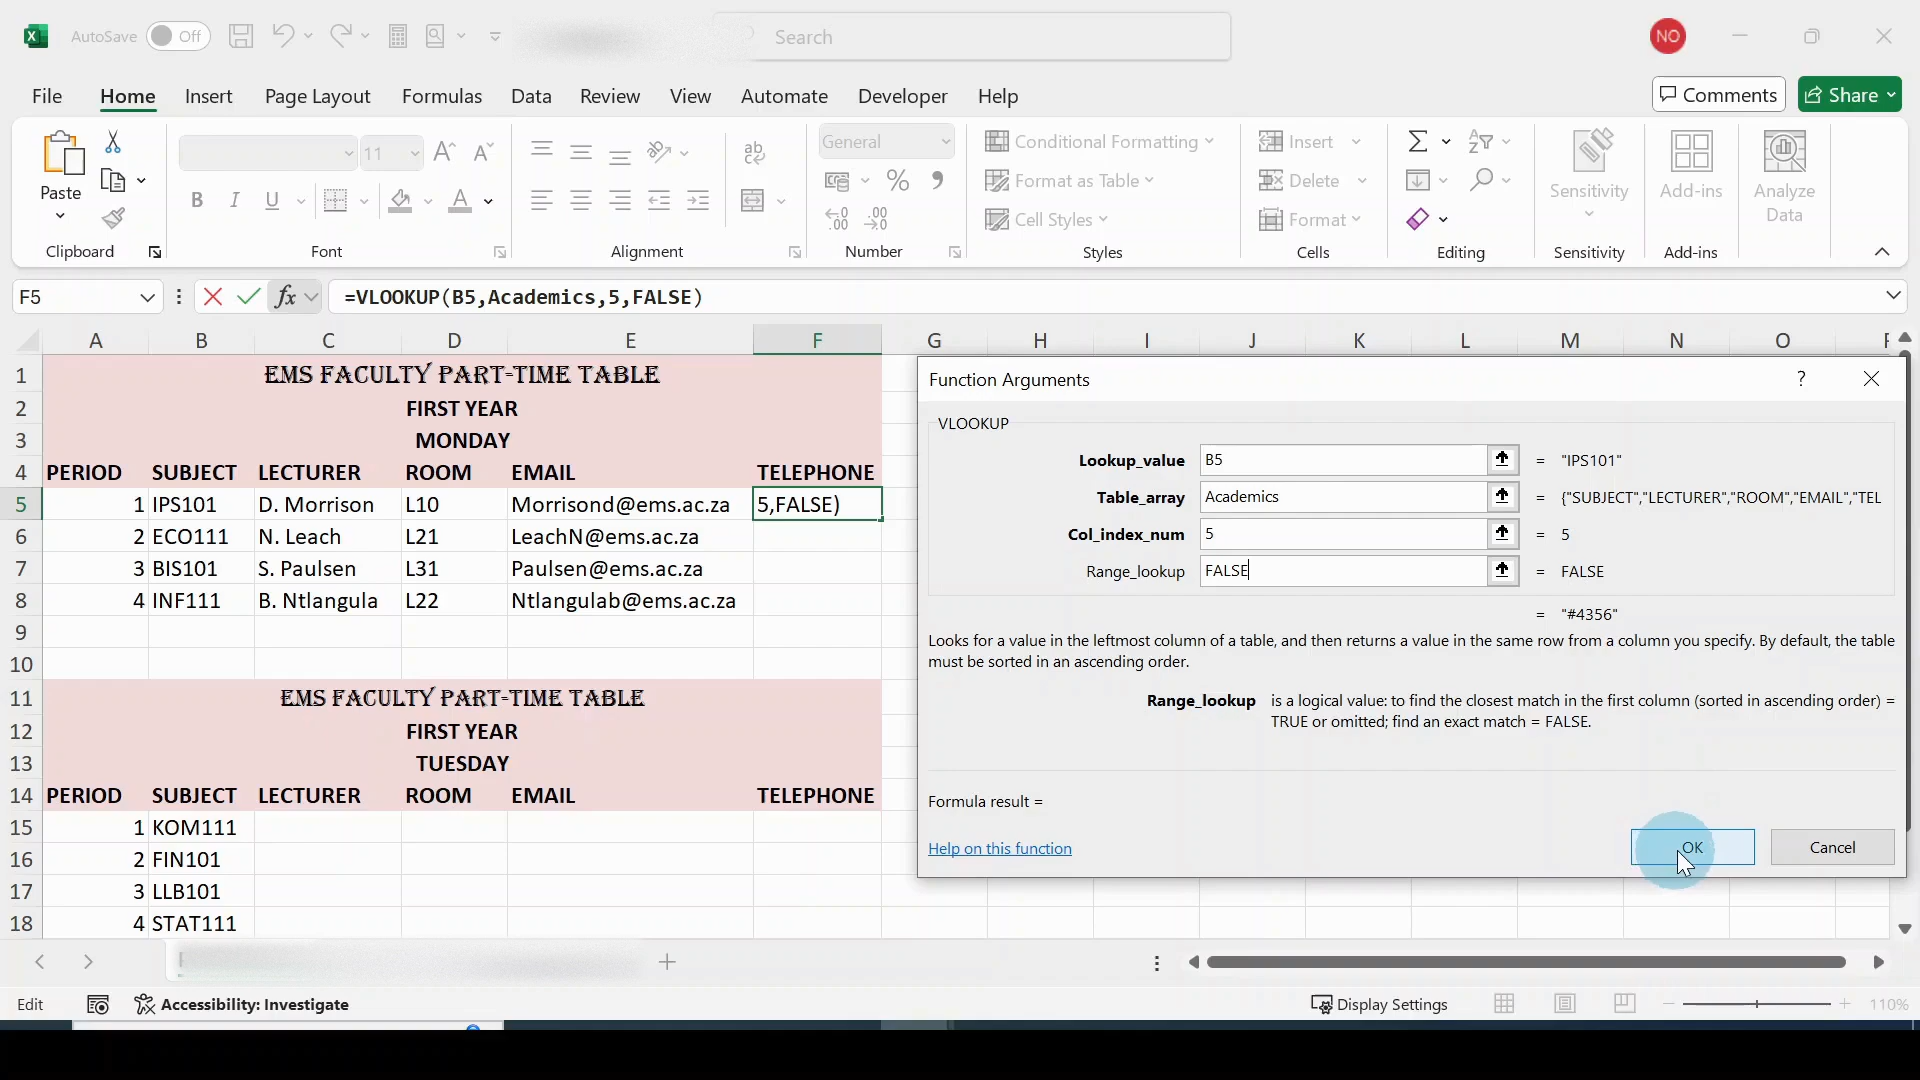 AutoSave Off Search NO
File Home Insert Page Layout Formulas Data Review View Automate Developer Help Comments Share
Paste 11 General Conditional Formatting Insert
B I U A Format as Table Delete Sensitivity Add-ins Analyze Data
Cell Styles Format
Clipboard Font Alignment Number Styles Cells Editing Sensitivity Add-ins
F5 fx =VLOOKUP(B5,Academics,5,FALSE)
A B C D E F G H I J K L M N O
1 EMS FACULTY PART-TIME TABLE
2 FIRST YEAR
3 MONDAY
4 PERIOD SUBJECT LECTURER ROOM EMAIL TELEPHONE
5 1 IPS101 D. Morrison L10 Morrisond@ems.ac.za 5,FALSE)
6 2 ECO111 N. Leach L21 LeachN@ems.ac.za
7 3 BIS101 S. Paulsen L31 Paulsen@ems.ac.za
8 4 INF111 B. Ntlangula L22 Ntlangulab@ems.ac.za
9
10
11 EMS FACULTY PART-TIME TABLE
12 FIRST YEAR
13 TUESDAY
14 PERIOD SUBJECT LECTURER ROOM EMAIL TELEPHONE
15 1 KOM111
16 2 FIN101
17 3 LLB101
18 4 STAT111
Function Arguments ?
VLOOKUP
Lookup_value B5 = "IPS101"
Table_array Academics = {"SUBJECT","LECTURER","ROOM","EMAIL","TEL
Col_index_num 5 = 5
Range_lookup FALSE = FALSE
= "#4356"
Looks for a value in the leftmost column of a table, and then returns a value in the same row from a column you specify. By default, the table
must be sorted in an ascending order.
Range_lookup is a logical value: to find the closest match in the first column (sorted in ascending order) =
TRUE or omitted; find an exact match = FALSE.
Formula result =
Help on this function OK Cancel
Edit Accessibility: Investigate Display Settings 110%